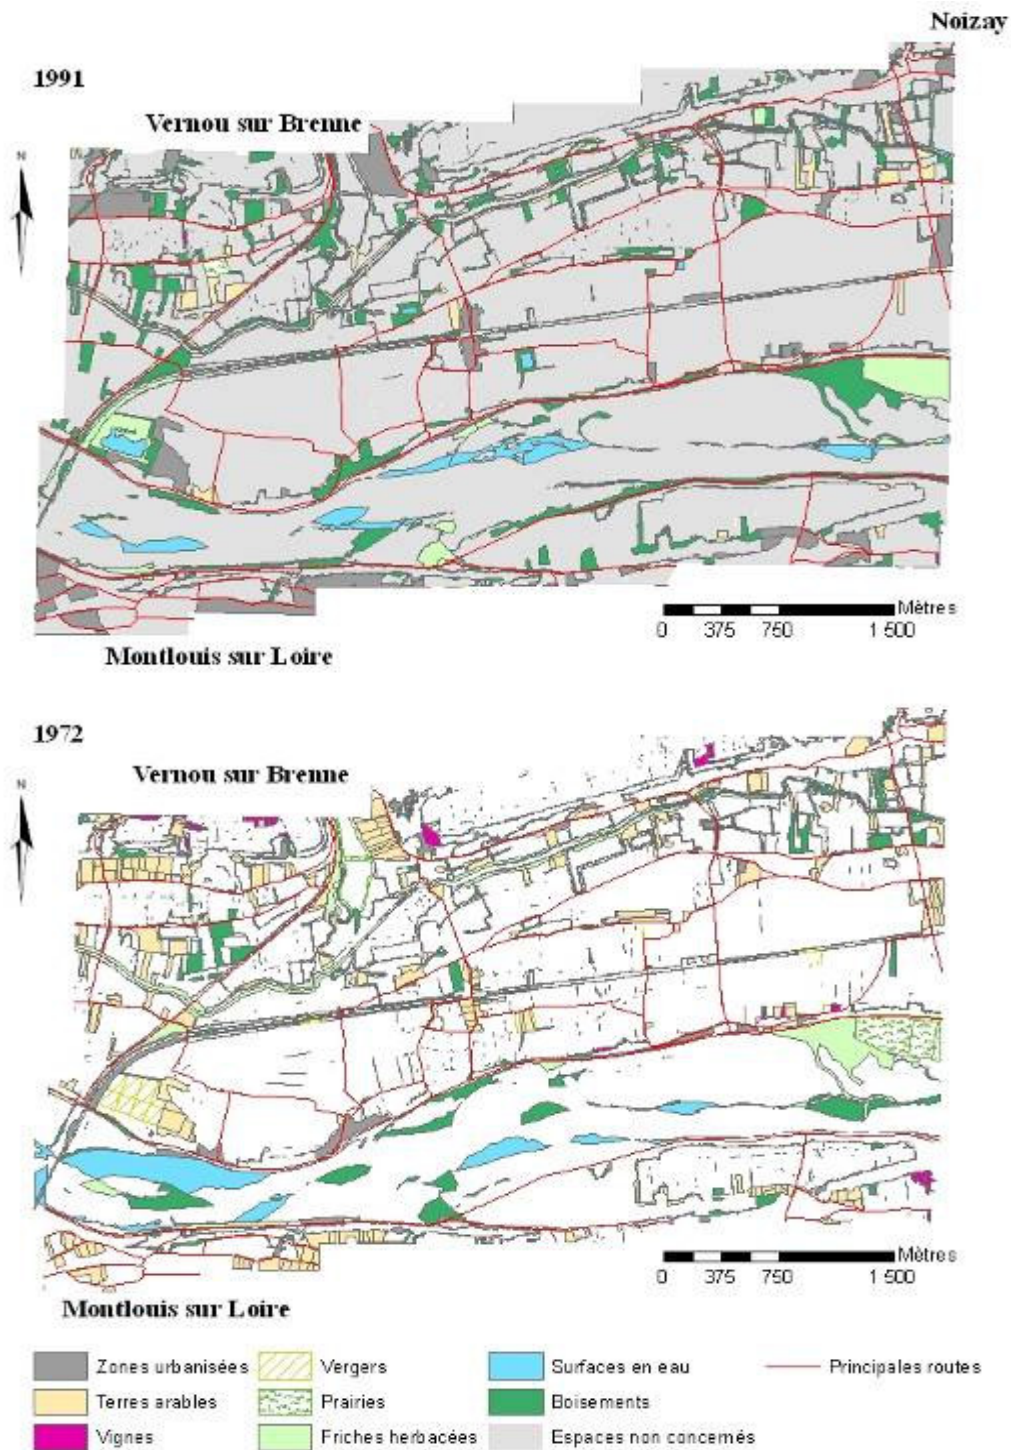 Noizay
1991
Vernou sur Brenne
N
Mètres
0 375 750 1 500
Montlouis sur Loire
1972
Vernou sur Brenne
N
Mètres
0 375 750 1 500
Montlouis sur Loire
Zones urbanisées Vergers Surfaces en eau Principales routes
Terres arables Prairies Boisements
Vignes Friches herbacées Espaces non concernés